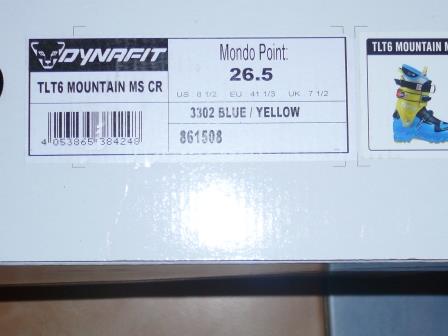 DYNAFIT
TLT6 MOUNTAIN MS CR
4 053865 384248
Mondo Point:
26.5
US 8 1/2 EU 41 1/3 UK 7 1/2
3302 BLUE / YELLOW
861508
TLT6 MOUNTAIN M